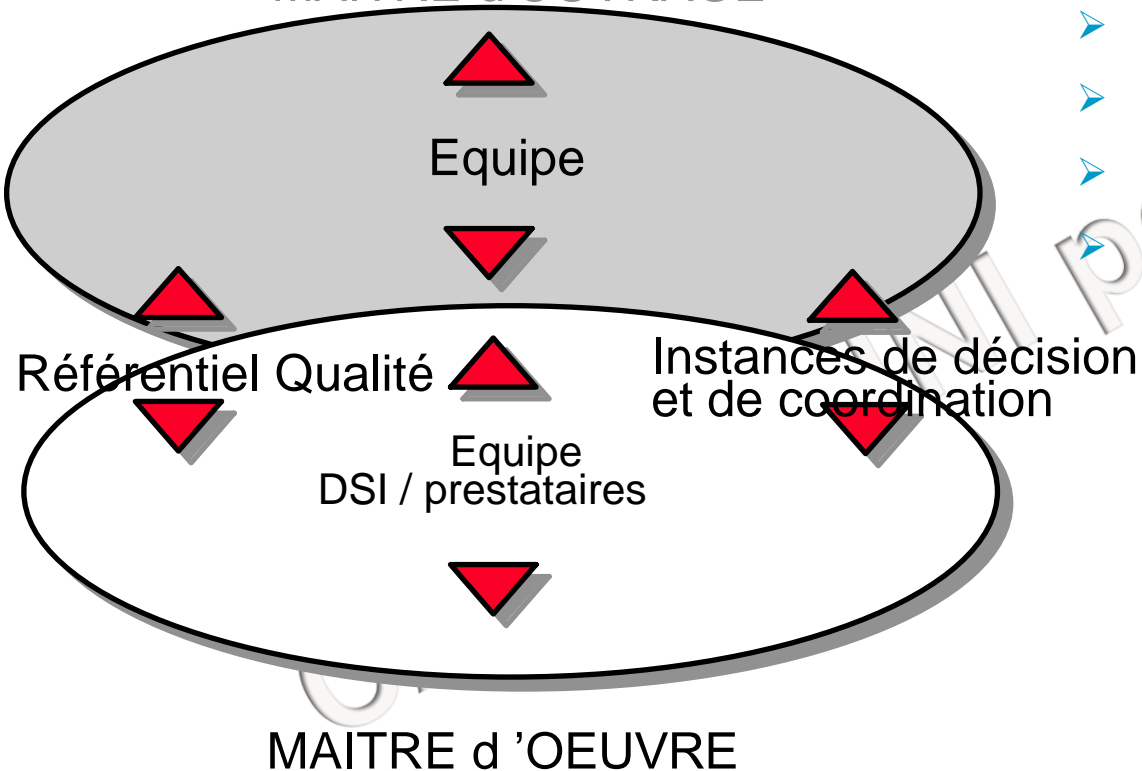 Equipe
Référentiel Qualité
Instances de décision
et de coordination
Equipe
DSI / prestataires
MAITRE d ’OEUVRE